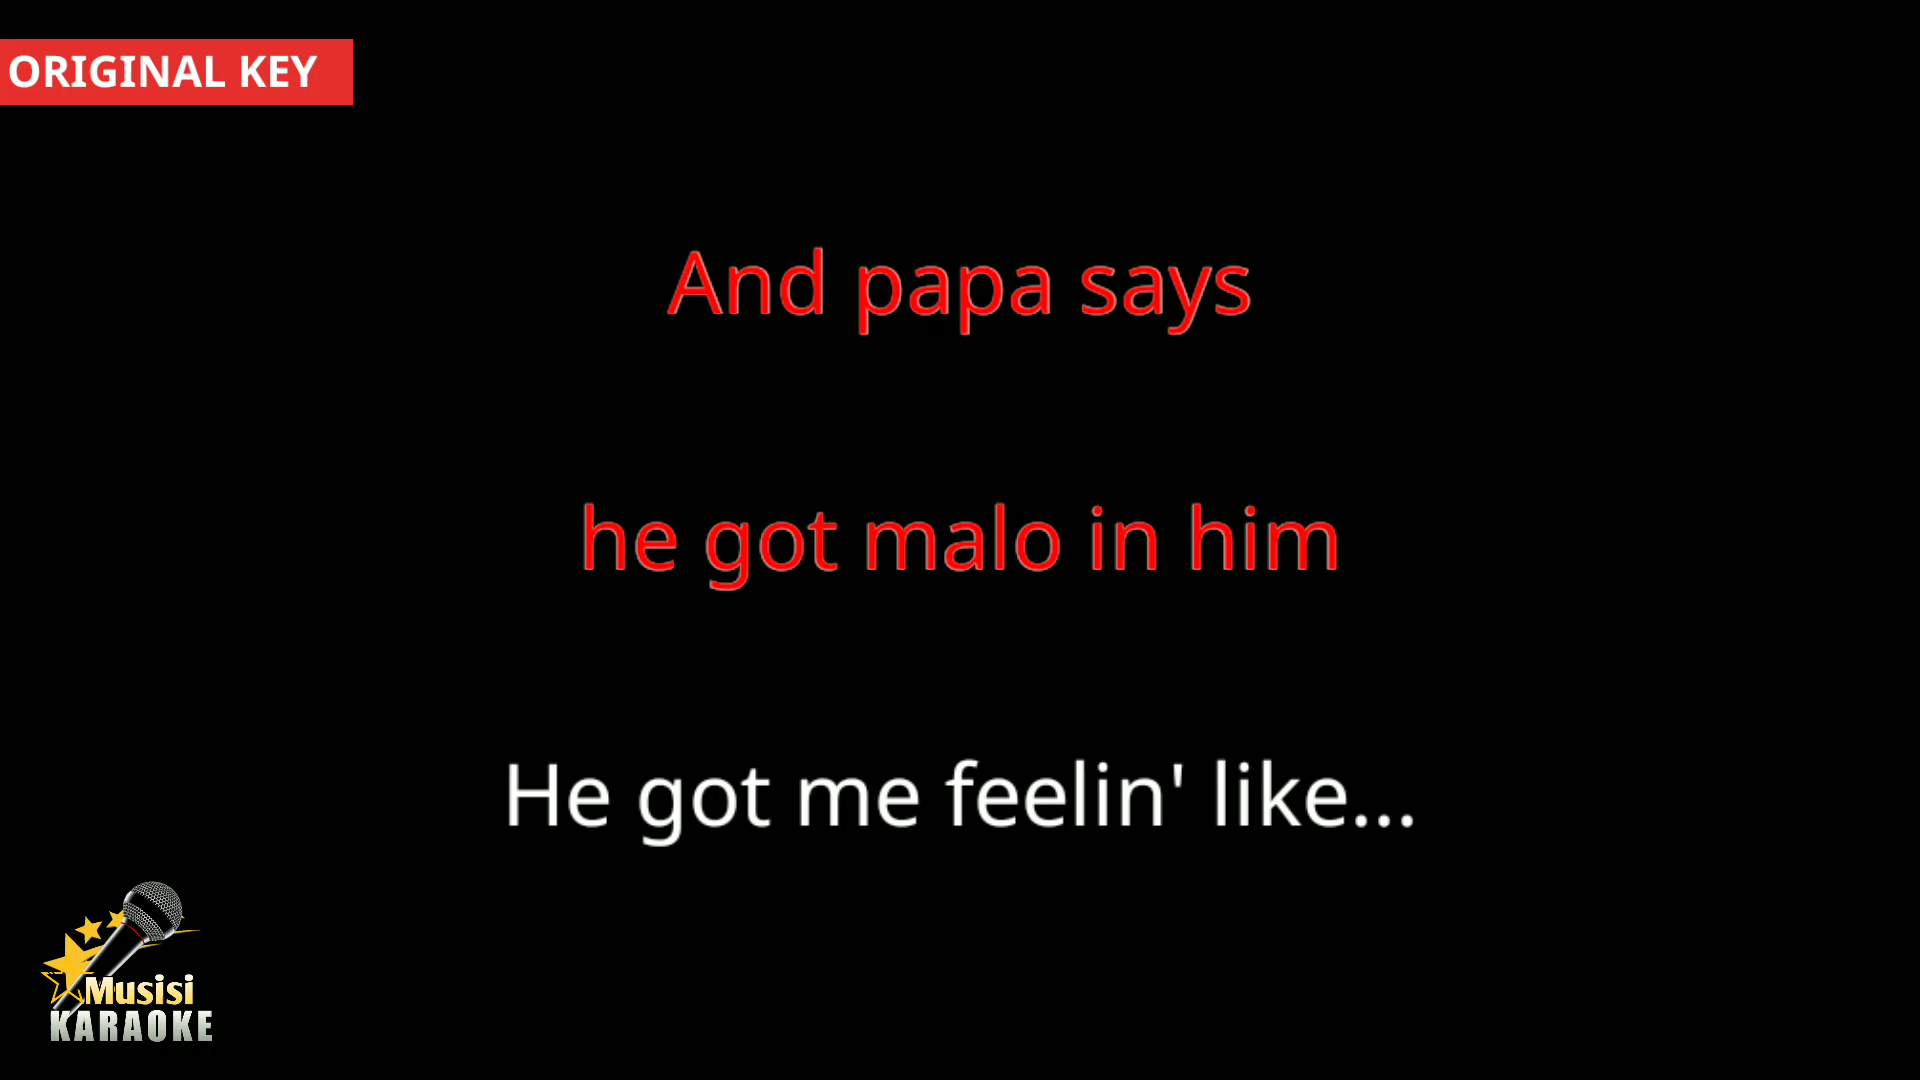 ORIGINAL KEY
And papa says
he got malo in him
He got me feelin' like...
Musisi
KARAOKE